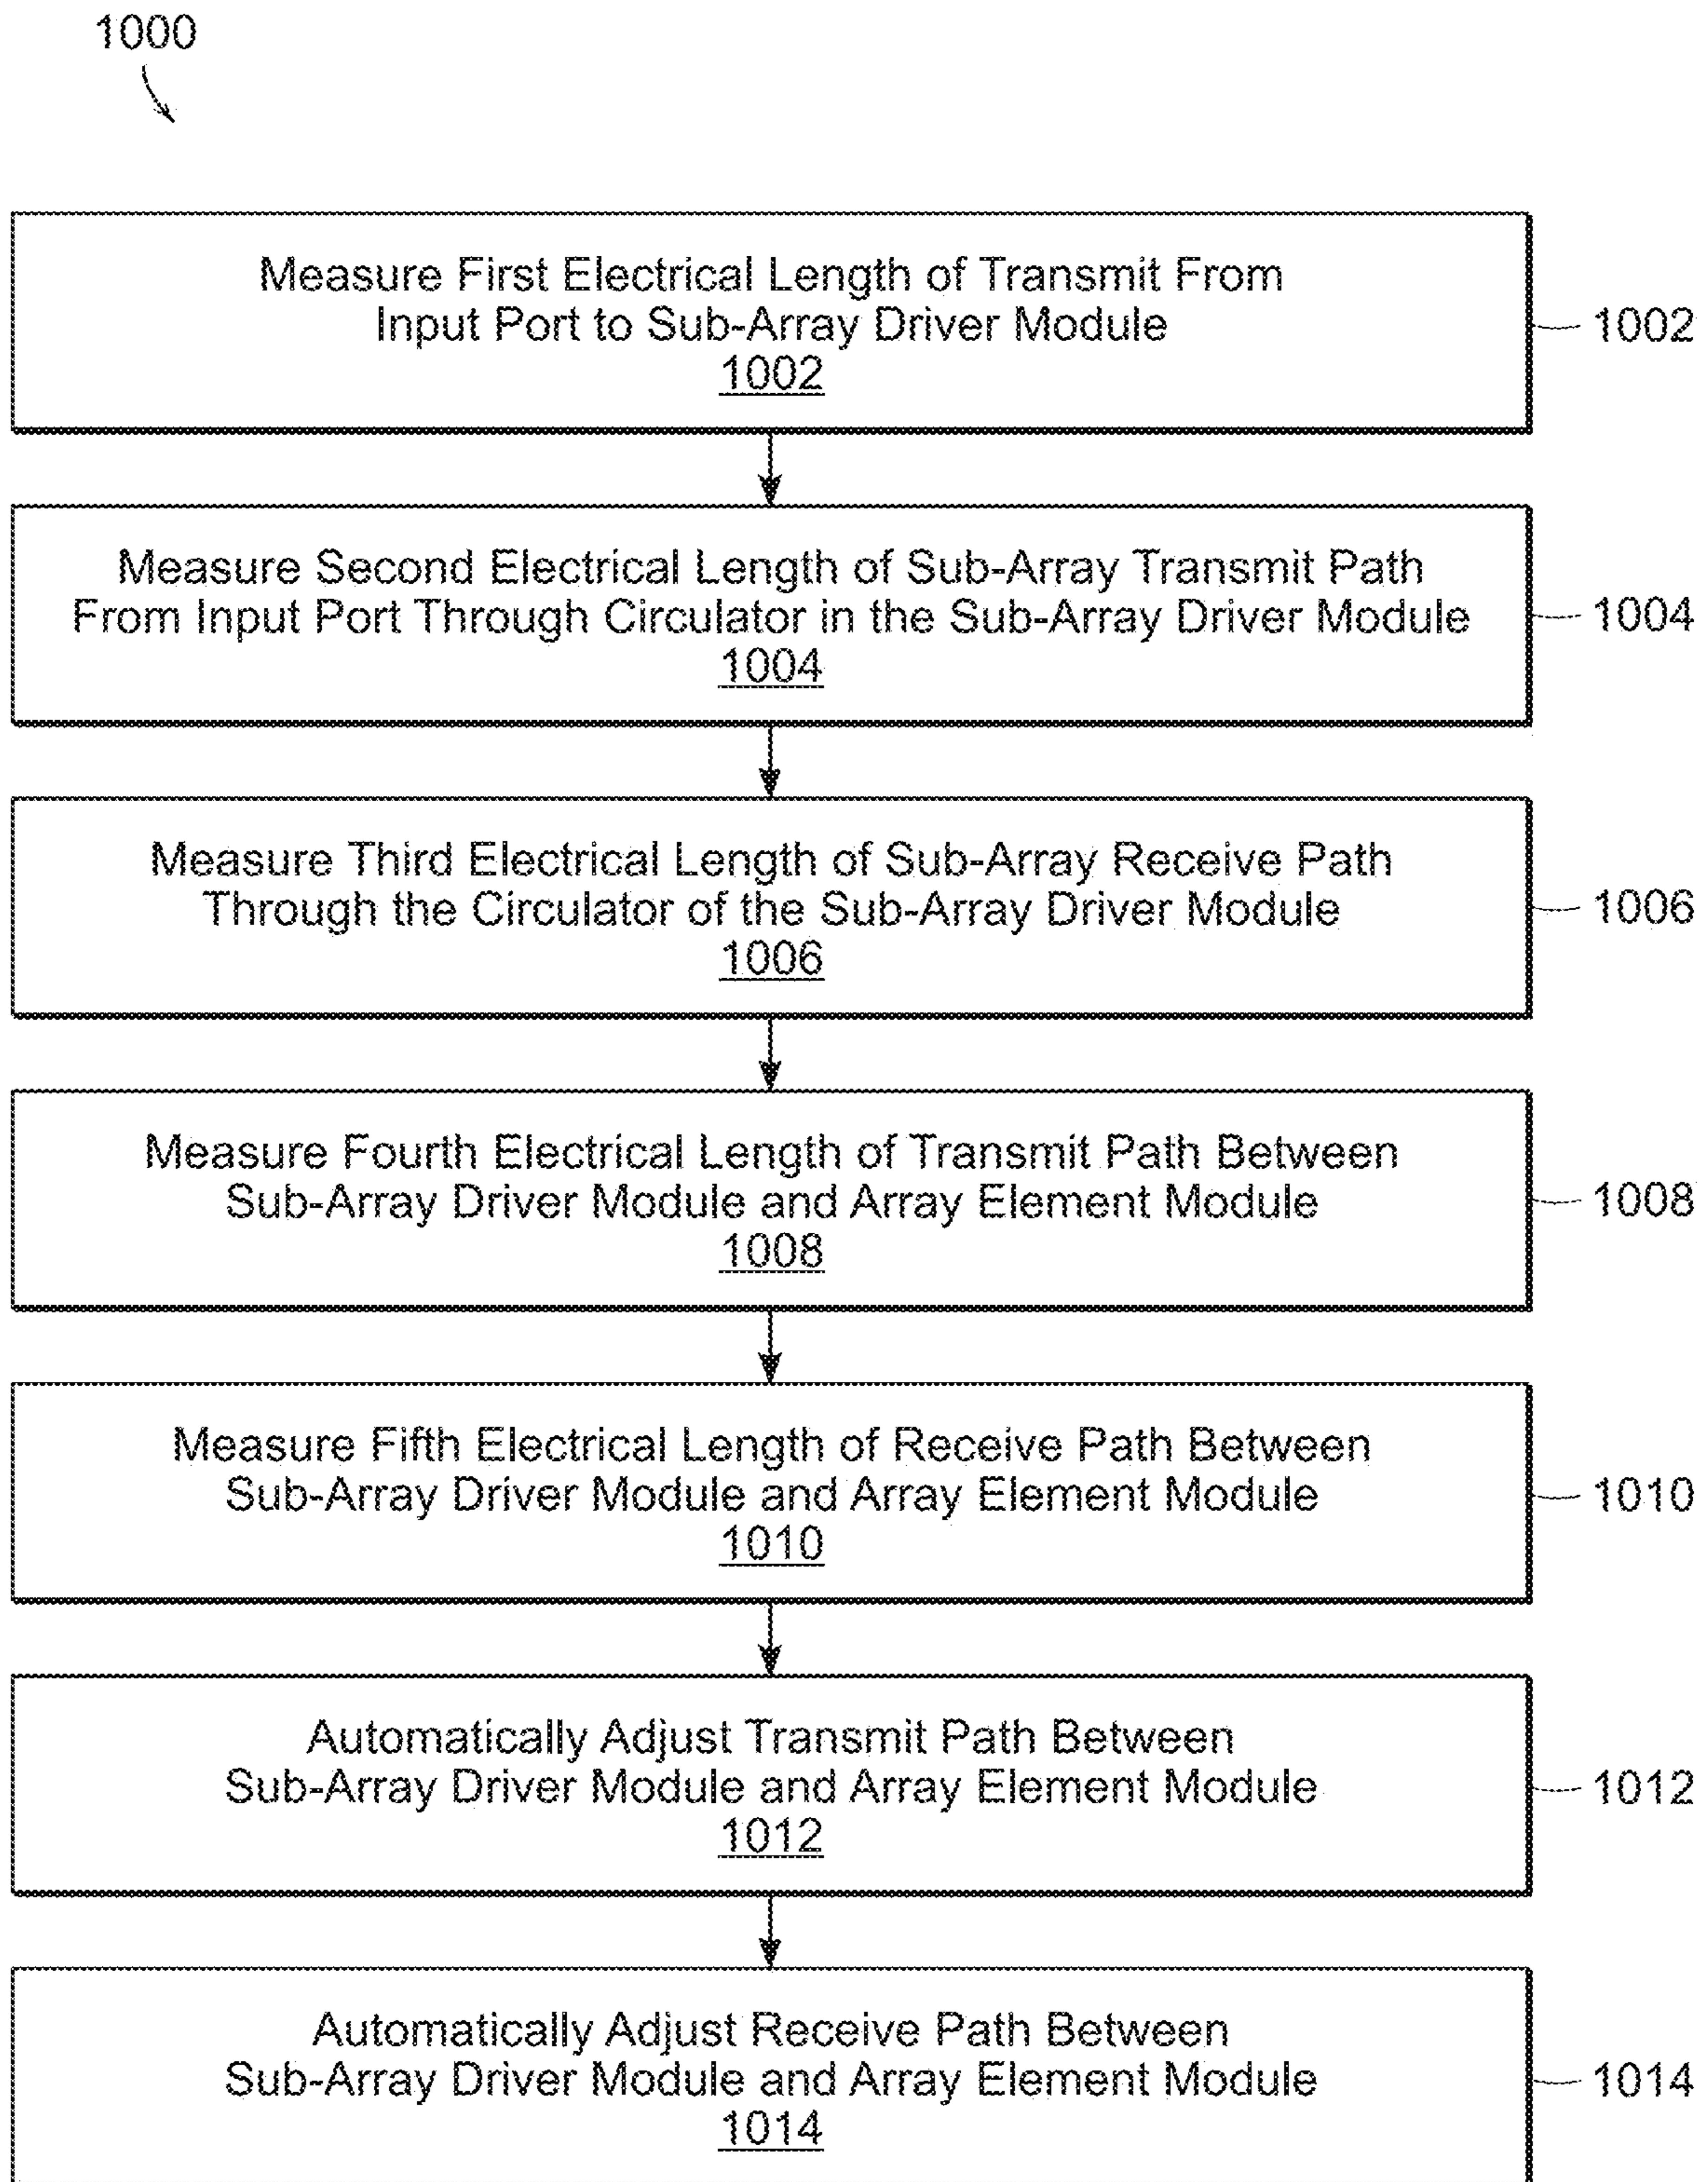 1000
Measure First Electrical Length of Transmit From
Input Port to Sub-Array Driver Module
1002
1002
Measure Second Electrical Length of Sub-Array Transmit Path
From Input Port Through Circulator in the Sub-Array Driver Module
1004
1004
Measure Third Electrical Length of Sub-Array Receive Path
Through the Circulator of the Sub-Array Driver Module
1006
1006
Measure Fourth Electrical Length of Transmit Path Between
Sub-Array Driver Module and Array Element Module
1008
1008
Measure Fifth Electrical Length of Receive Path Between
Sub-Array Driver Module and Array Element Module
1010
1010
Automatically Adjust Transmit Path Between
Sub-Array Driver Module and Array Element Module
1012
1012
Automatically Adjust Receive Path Between
Sub-Array Driver Module and Array Element Module
1014
1014